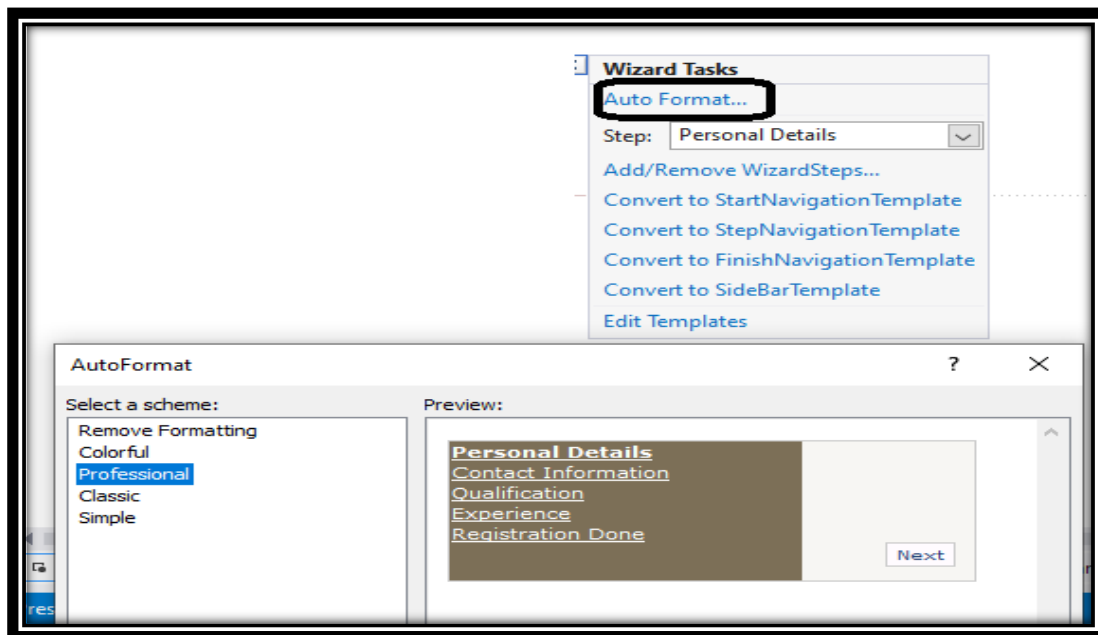 Wizard Tasks
Auto Format...
Step: Personal Details
Add/Remove WizardSteps...
Convert to StartNavigationTemplate
Convert to StepNavigationTemplate
Convert to FinishNavigationTemplate
Convert to SideBarTemplate
Edit Templates
AutoFormat ?
Select a scheme:
Remove Formatting
Colorful
Professional
Classic
Simple
Preview:
Personal Details
Contact Information
Qualification
Experience
Registration Done
Next
res